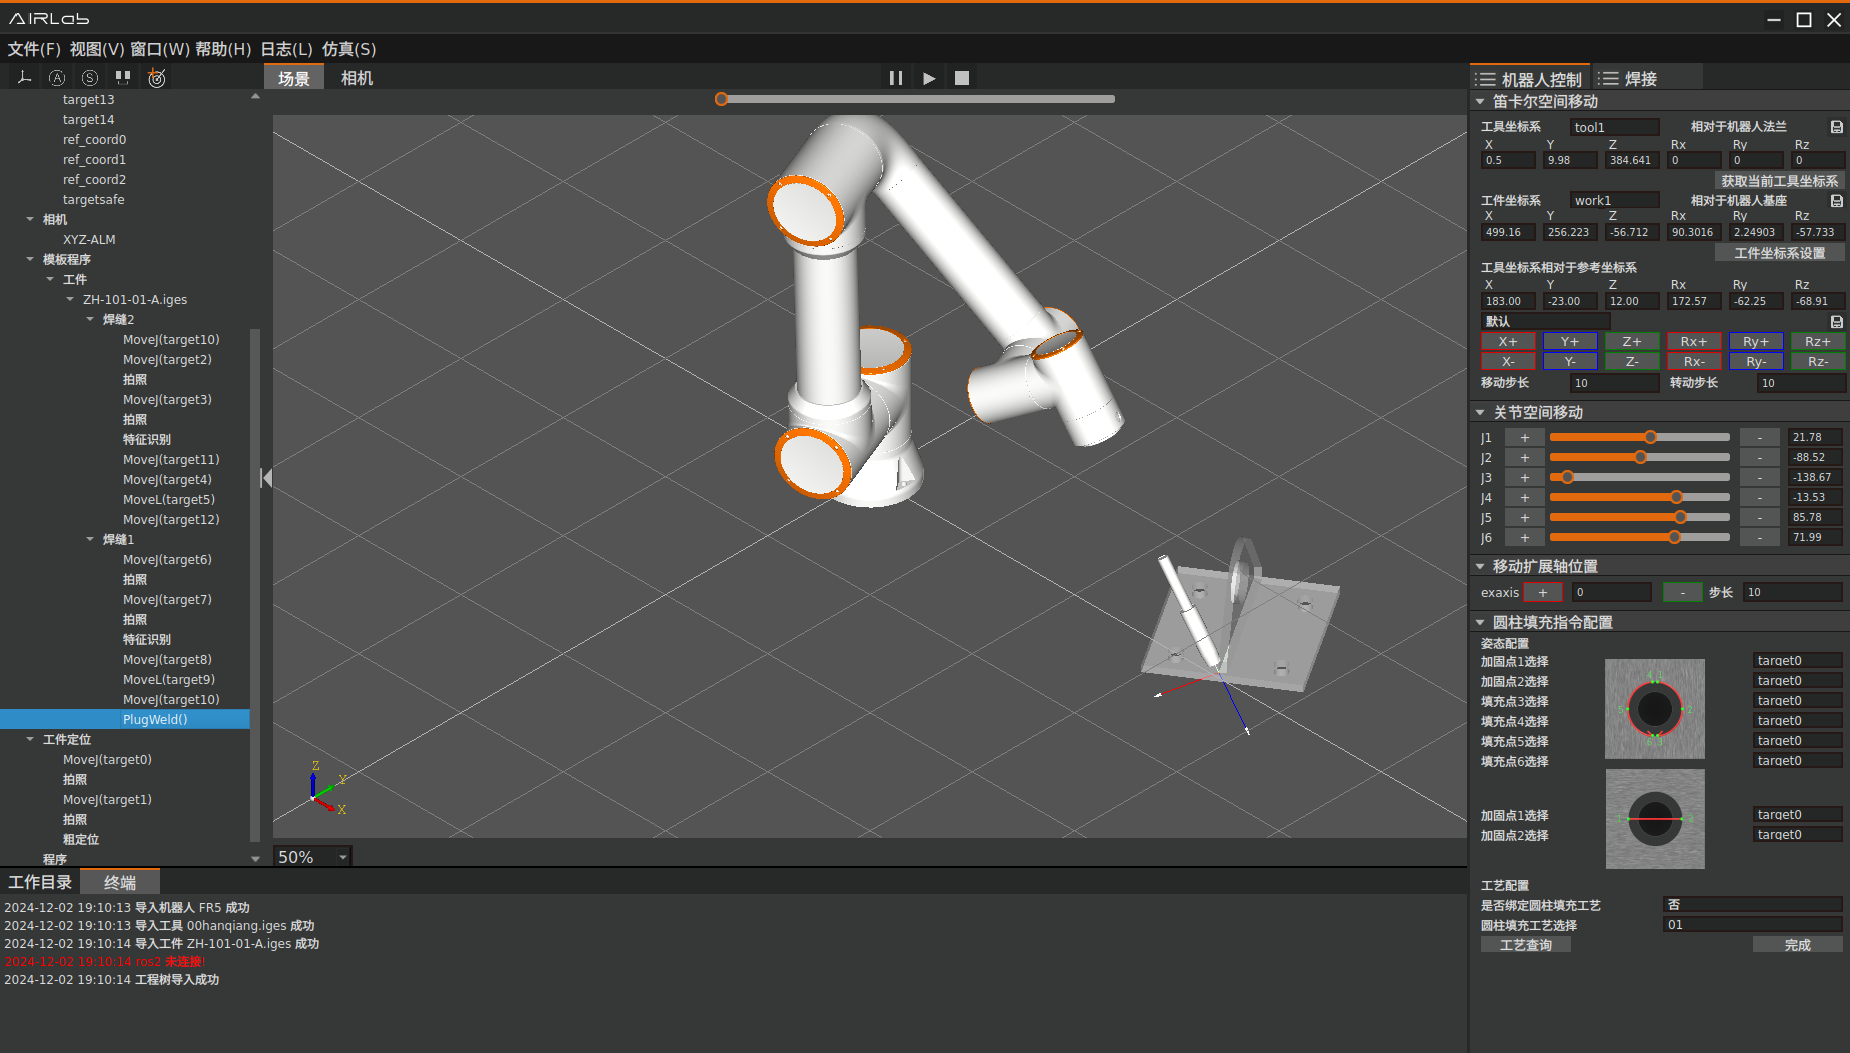 AIRLab
文件(F) 视图(V) 窗口(W) 帮助(H) 日志(L) 仿真(S)
场景 相机
target13
target14
ref_coord0
ref_coord1
ref_coord2
targetsafe
相机
XYZ-ALM
模板程序
工件
ZH-101-01-A.iges
焊缝2
MoveJ(target10)
MoveJ(target2)
拍照
MoveJ(target3)
拍照
特征识别
MoveJ(target11)
MoveJ(target4)
MoveL(target5)
MoveJ(target12)
焊缝1
MoveJ(target6)
拍照
MoveJ(target7)
拍照
特征识别
MoveJ(target8)
MoveL(target9)
MoveJ(target10)
PlugWeld()
工件定位
MoveJ(target0)
拍照
MoveJ(target1)
拍照
粗定位
程序
Z
Y
X
50%
工作目录 终端
2024-12-02 19:10:13 导入机器人 FR5 成功
2024-12-02 19:10:13 导入工具 00hanqiang.iges 成功
2024-12-02 19:10:14 导入工件 ZH-101-01-A.iges 成功
2024-12-02 19:10:14 ros2 未连接!
2024-12-02 19:10:14 工程树导入成功
机器人控制 焊接
笛卡尔空间移动
工具坐标系 tool1 相对于机器人法兰
X Y Z Rx Ry Rz
0.5 9.98 384.641 0 0 0
获取当前工具坐标系
工件坐标系 work1 相对于机器人基座
X Y Z Rx Ry Rz
499.16 256.223 -56.712 90.3016 2.24903 -57.733
工件坐标系设置
工具坐标系相对于参考坐标系
X Y Z Rx Ry Rz
183.00 -23.00 12.00 172.57 -62.25 -68.91
默认
X+ Y+ Z+ Rx+ Ry+ Rz+
X- Y- Z- Rx- Ry- Rz-
移动步长 10 转动步长 10
关节空间移动
J1 + - 21.78
J2 + - -88.52
J3 + - -138.67
J4 + - -13.53
J5 + - 85.78
J6 + - 71.99
移动扩展轴位置
exaxis + 0 - 步长 10
圆柱填充指令配置
姿态配置
加固点1选择 target0
加固点2选择 target0
填充点3选择 target0
填充点4选择 target0
填充点5选择 target0
填充点6选择 target0
加固点1选择 target0
加固点2选择 target0
工艺配置
是否绑定圆柱填充工艺 否
圆柱填充工艺选择 01
工艺查询 完成